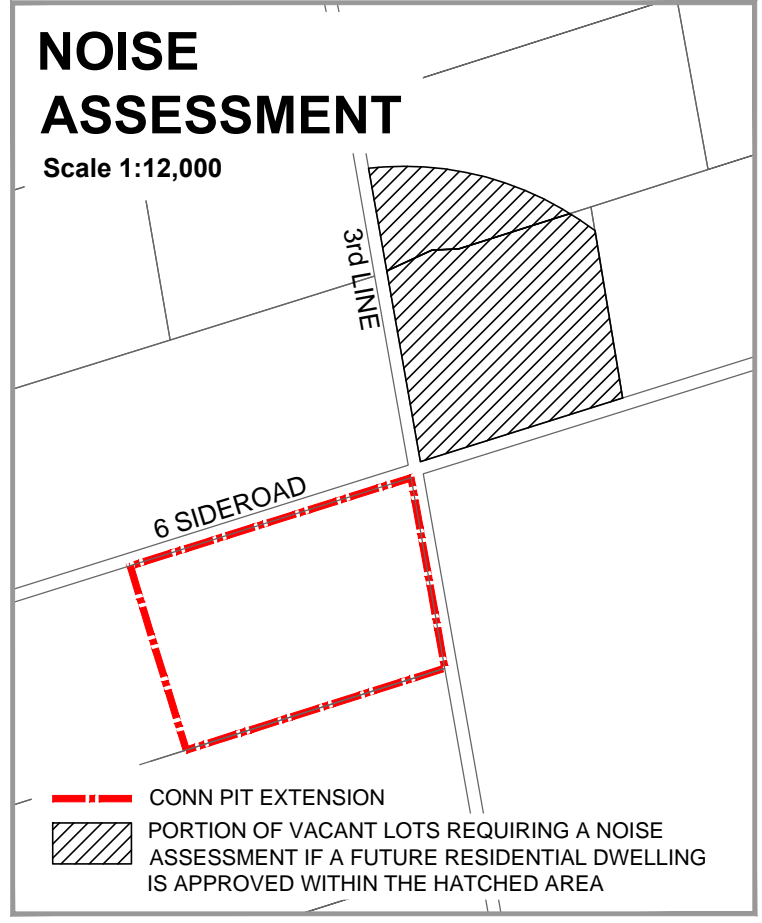 NOISE
ASSESSMENT
Scale 1:12,000
3rd LINE
6 SIDEROAD
CONN PIT EXTENSION
PORTION OF VACANT LOTS REQUIRING A NOISE
ASSESSMENT IF A FUTURE RESIDENTIAL DWELLING
IS APPROVED WITHIN THE HATCHED AREA